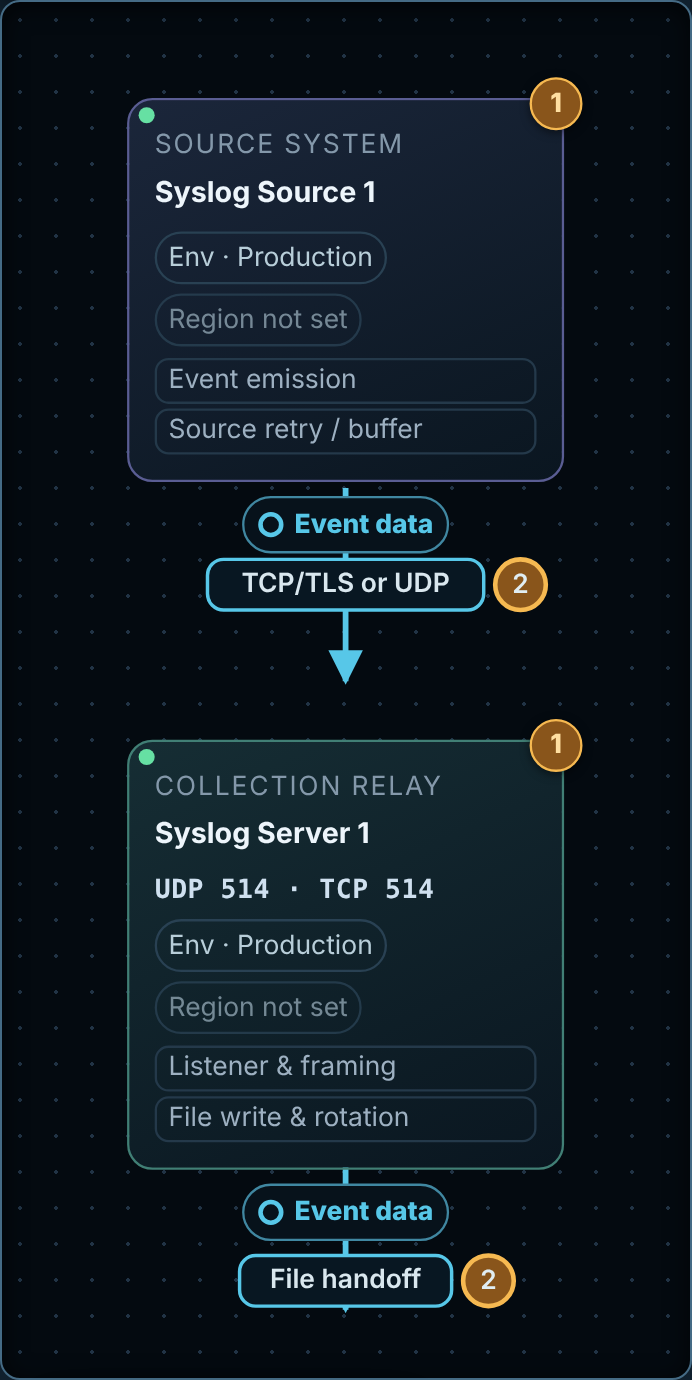 1
SOURCE SYSTEM
Syslog Source 1
Env · Production
Region not set
Event emission
Source retry / buffer
Event data
TCP/TLS or UDP
2
1
COLLECTION RELAY
Syslog Server 1
UDP 514 · TCP 514
Env · Production
Region not set
Listener & framing
File write & rotation
Event data
File handoff
2